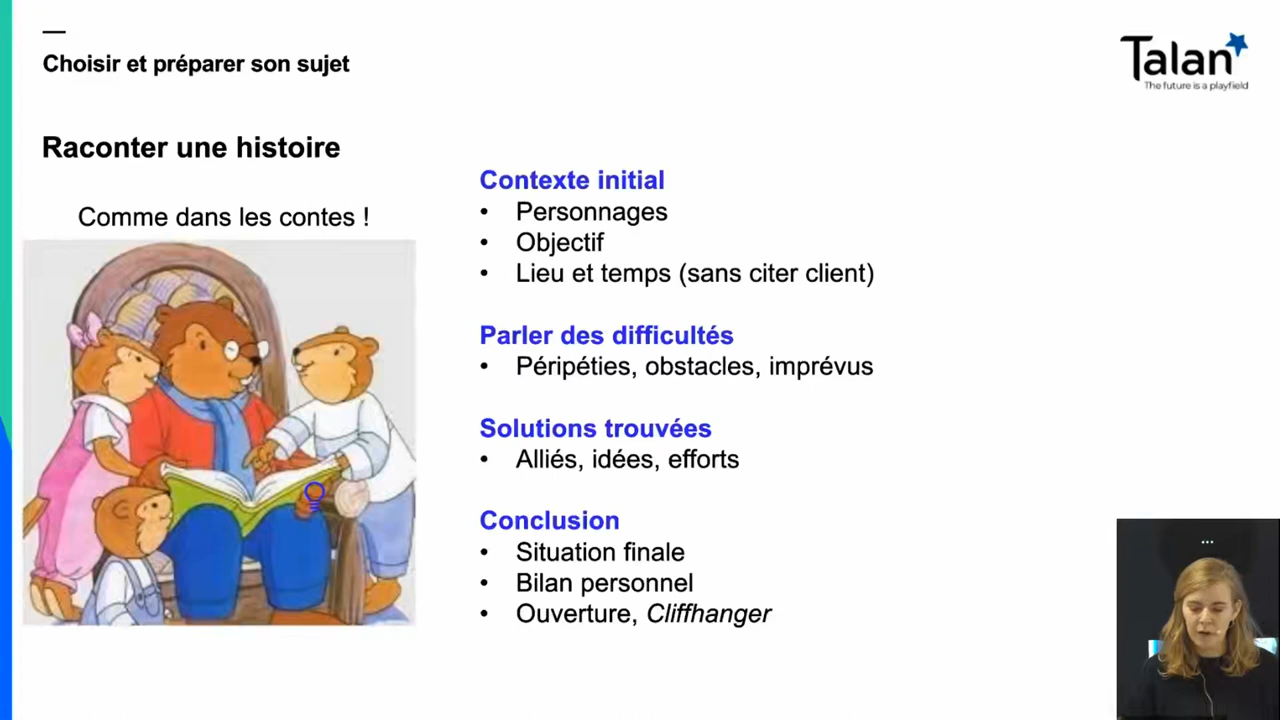 Choisir et préparer son sujet
Talan
The future is a playfield
Raconter une histoire
Comme dans les contes !
Contexte initial
• Personnages
• Objectif
• Lieu et temps (sans citer client)
Parler des difficultés
• Péripéties, obstacles, imprévus
Solutions trouvées
• Alliés, idées, efforts
Conclusion
• Situation finale
• Bilan personnel
• Ouverture, Cliffhanger
...